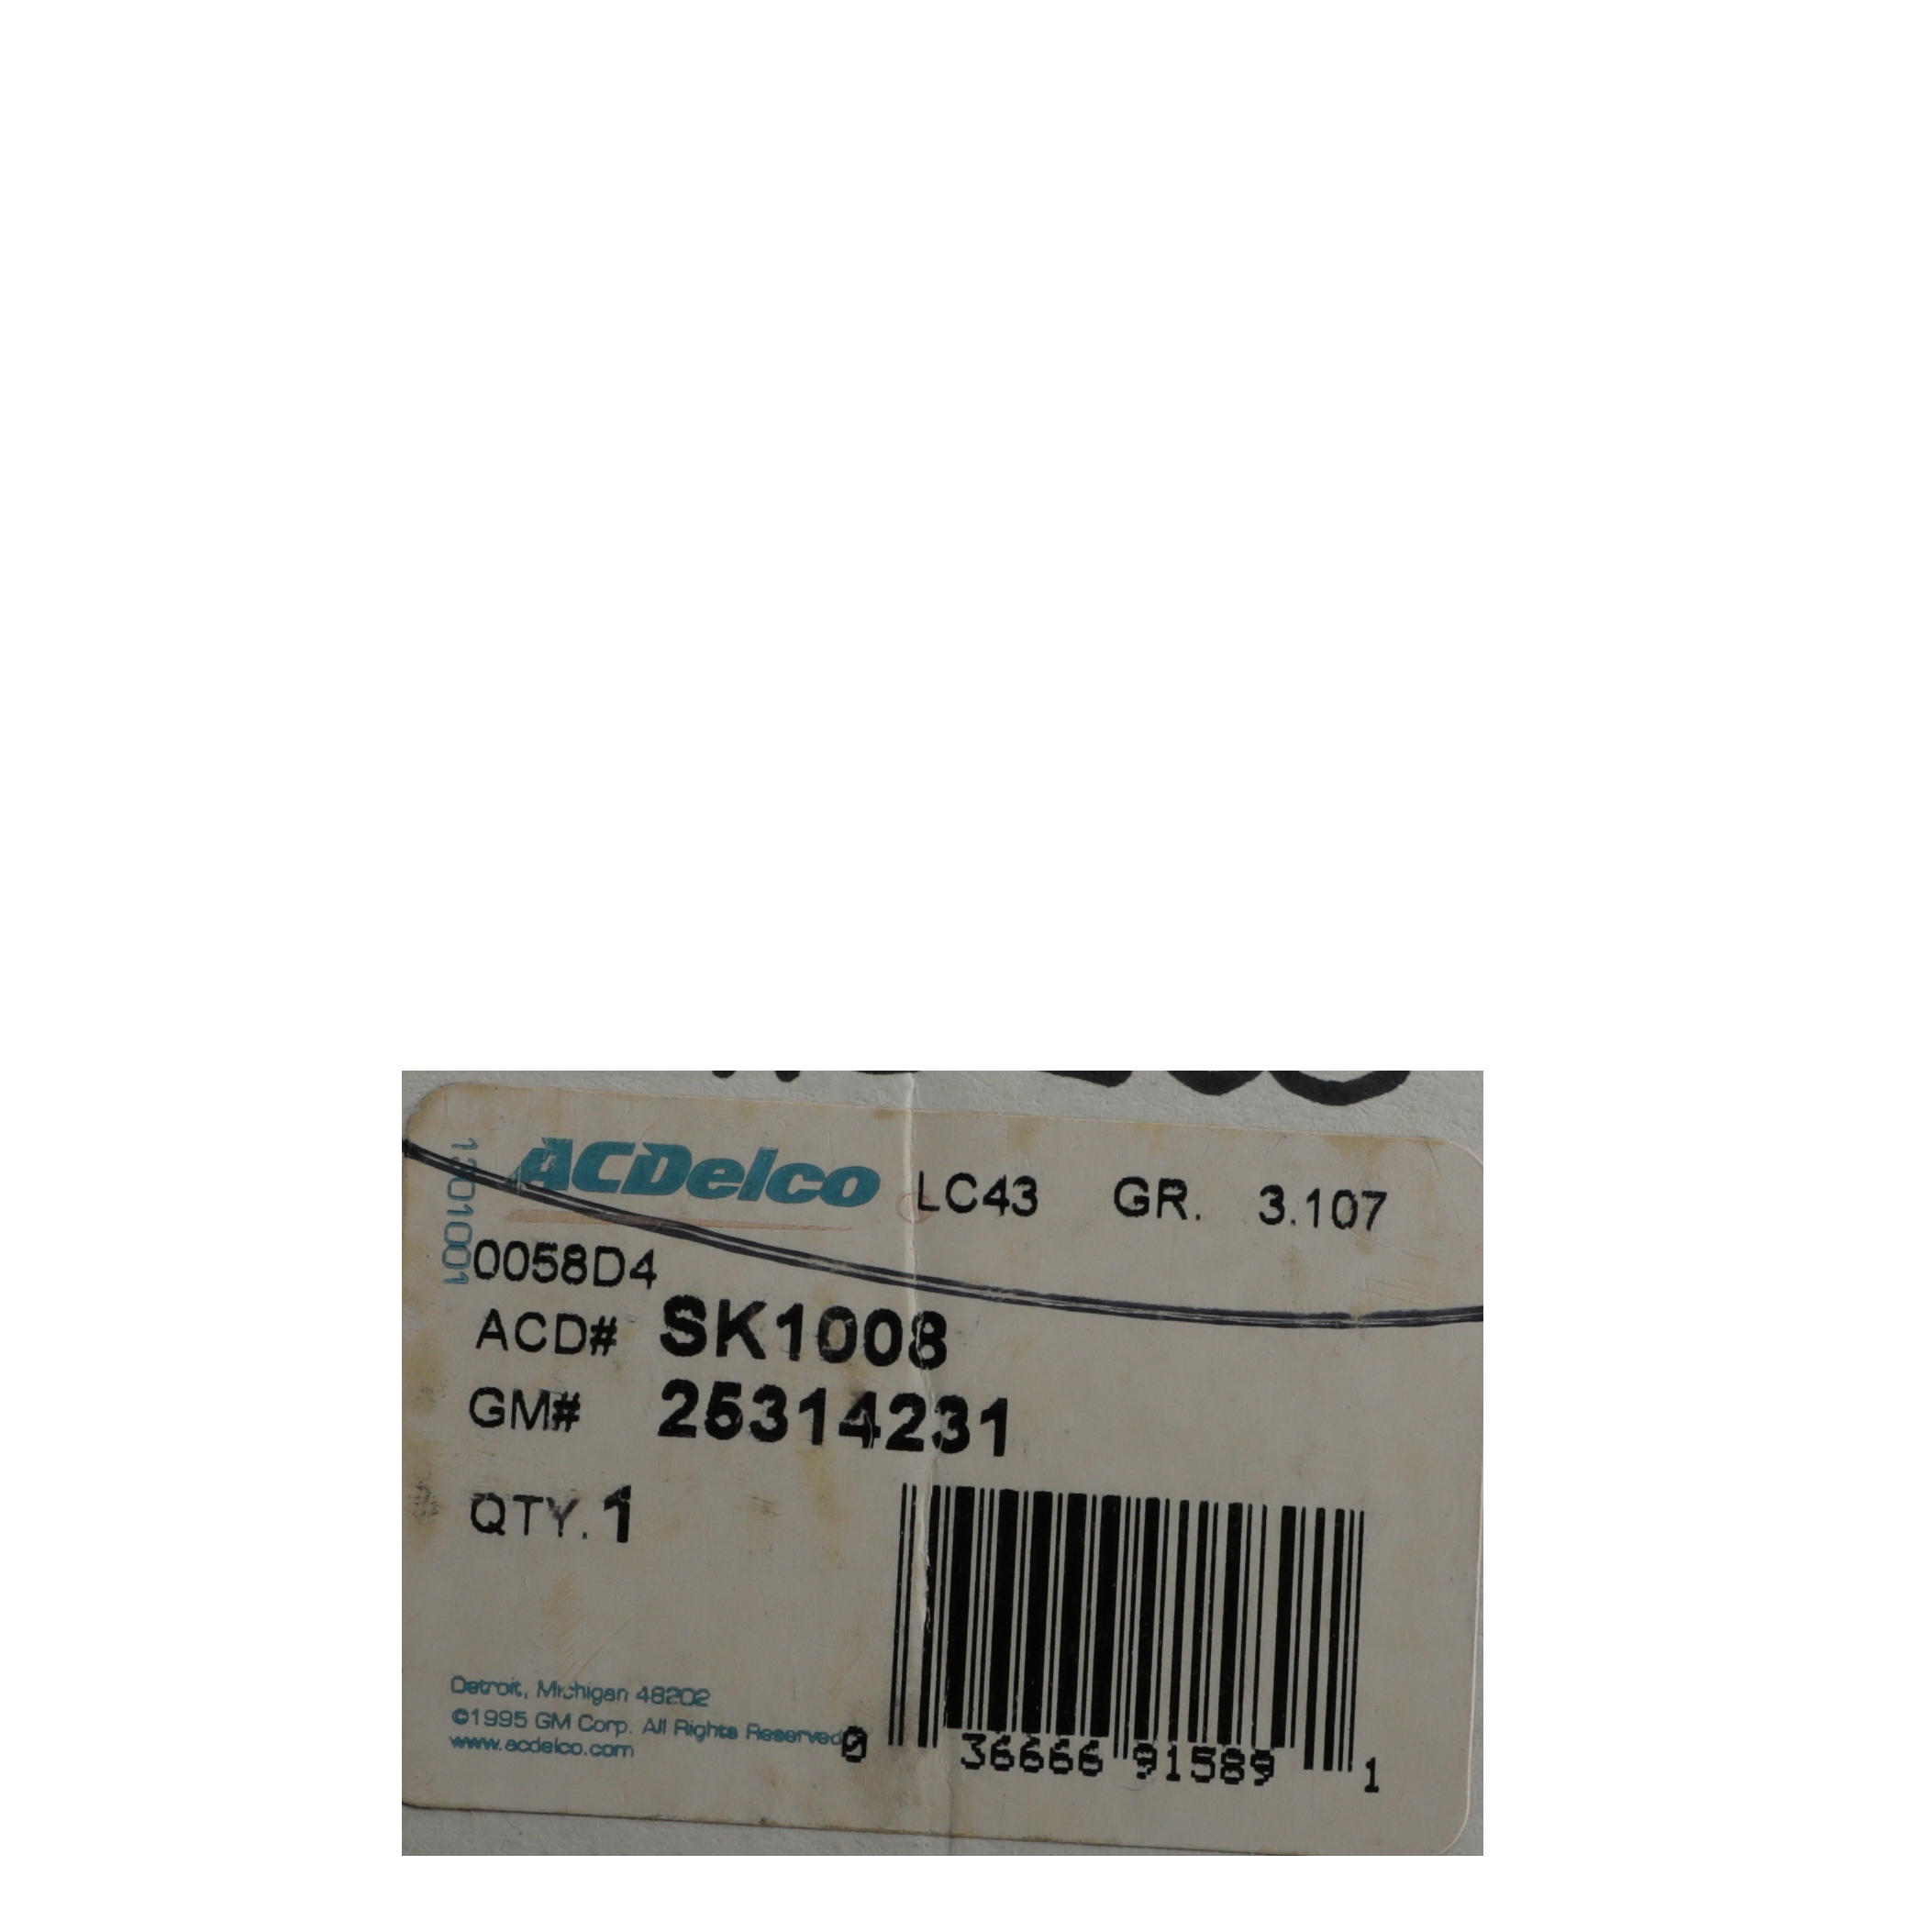 ACDelco LC43 GR. 3.107
0058D4
ACD# SK1008
GM# 25314231
QTY. 1
Detroit, Michigan 48202
©1995 GM Corp. All Rights Reserved
www.acdelco.com
0 36666 91589 1